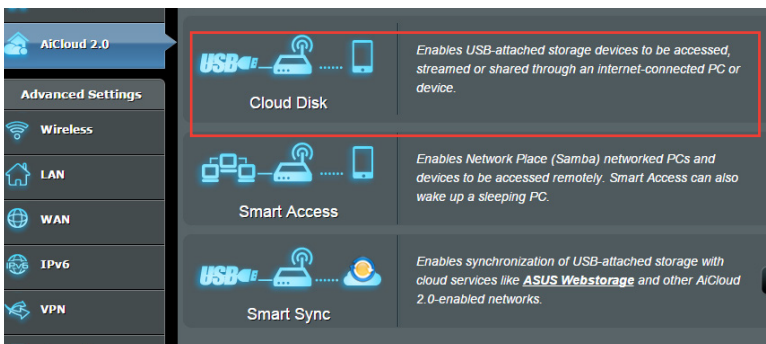 AiCloud 2.0
Advanced Settings
Wireless
LAN
WAN
IPv6
IPv6
VPN
USB
Cloud Disk
Enables USB-attached storage devices to be accessed,
streamed or shared through an internet-connected PC or
device.
Smart Access
Enables Network Place (Samba) networked PCs and
devices to be accessed remotely. Smart Access can also
wake up a sleeping PC.
USB
Smart Sync
Enables synchronization of USB-attached storage with
cloud services like ASUS Webstorage and other AiCloud
2.0-enabled networks.